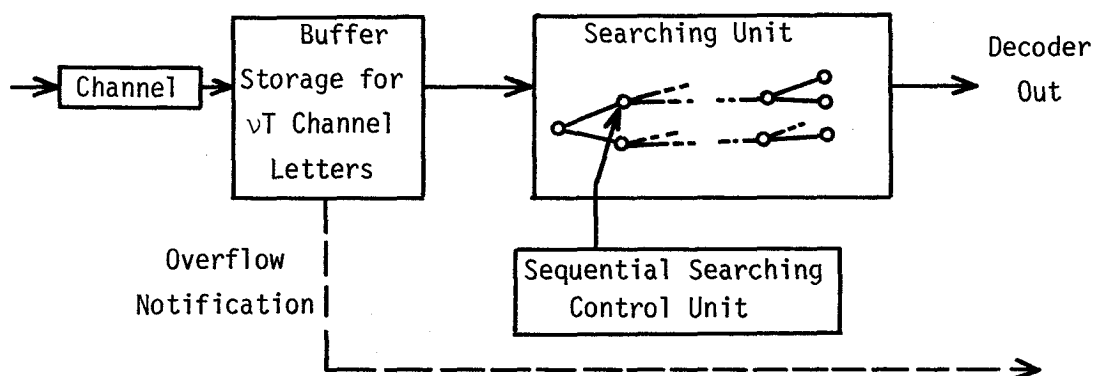 Channel
Buffer
Storage for
νT Channel
Letters
Searching Unit
Decoder
Out
Overflow
Notification
Sequential Searching
Control Unit